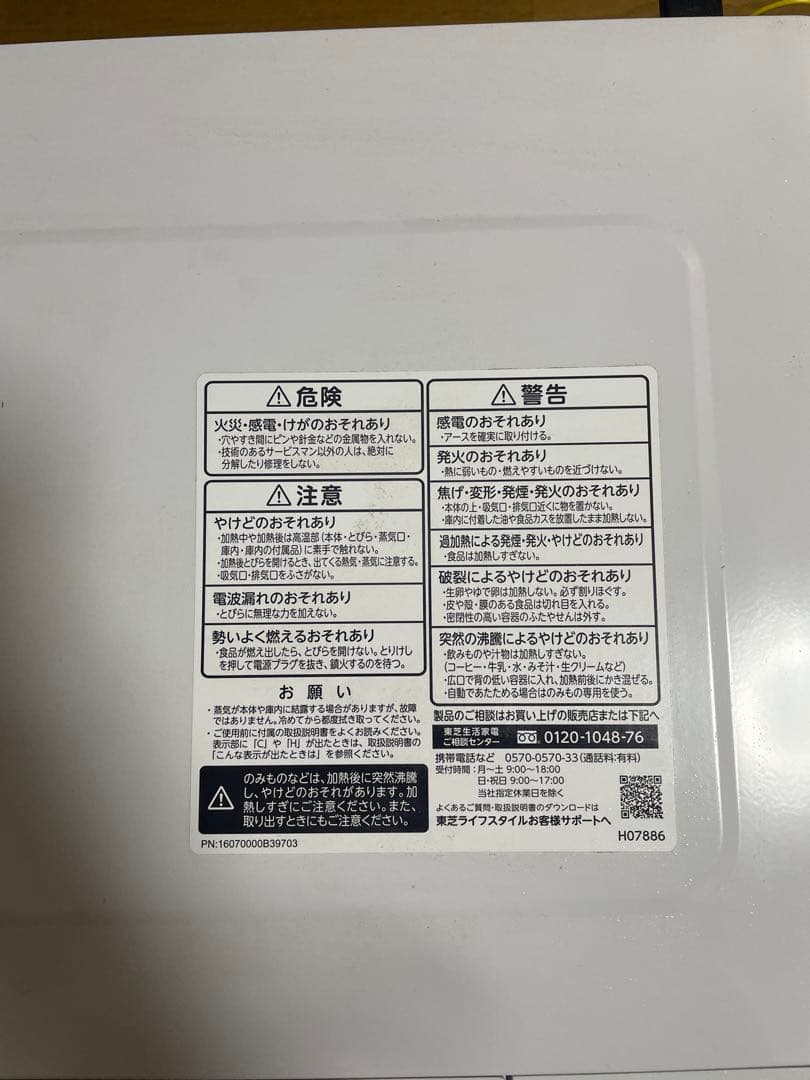 ⚠危険
火災・感電・けがのおそれあり
・穴やすき間にピンや針金などの金属物を入れない。
・技術のあるサービスマン以外の人は、絶対に
分解したり修理をしない。
⚠注意
やけどのおそれあり
・加熱中や加熱後は高温部（本体・とびら・蒸気口・
庫内・庫内の付属品）に素手で触れない。
・加熱後とびらを開けるとき、出てくる熱気・蒸気に注意する。
・吸気口・排気口をふさがない。
電波漏れのおそれあり
・とびらに無理な力を加えない。
勢いよく燃えるおそれあり
・食品が燃え出したら、とびらを開けない。とりけし
を押して電源プラグを抜き、鎮火するのを待つ。
お願い
・蒸気が本体や庫内に結露する場合がありますが、故障
ではありません。冷めてから都度拭き取ってください。
・ご使用前に付属の取扱説明書をよくお読みください。
表示部に「C」や「H」が出たときは、取扱説明書の
「こんな表示が出たときは」を参照ください。
⚠のみものなどは、加熱後に突然沸騰
し、やけどのおそれがあります。加
熱しすぎにご注意ください。また、
取り出すときにもご注意ください。
PN:16070000B39703
⚠警告
感電のおそれあり
・アースを確実に取り付ける。
発火のおそれあり
・熱に弱いもの・燃えやすいものを近づけない。
焦げ・変形・発煙・発火のおそれあり
・本体の上・吸気口・排気口近くに物を置かない。
・庫内に付着した油や食品カスを放置したまま加熱しない。
過加熱による発煙・発火・やけどのおそれあり
・食品は加熱しすぎない。
破裂によるやけどのおそれあり
・生卵やゆで卵は加熱しない。必ず割りほぐす。
・皮や殻・膜のある食品は切れ目を入れる。
・密閉性の高い容器のふたやせんは外す。
突然の沸騰によるやけどのおそれあり
・飲みものや汁物は加熱しすぎない。
（コーヒー・牛乳・水・みそ汁・生クリームなど）
・広口で背の低い容器に入れ、加熱前後にかき混ぜる。
・自動であたためる場合はのみもの専用を使う。
製品のご相談はお買い上げの販売店または下記へ
東芝生活家電
ご相談センター 0120-1048-76
携帯電話など 0570-0570-33（通話料:有料）
受付時間：月〜土 9:00〜18:00
日・祝日 9:00〜17:00
当社指定休業日を除く
よくあるご質問・取扱説明書のダウンロードは
東芝ライフスタイルお客様サポートへ
H07886